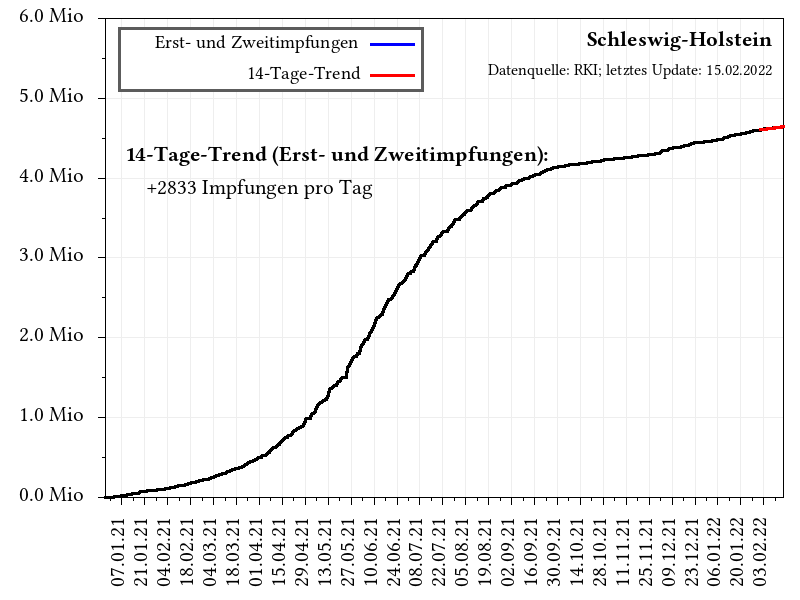 6.0 Mio
5.0 Mio
4.0 Mio
3.0 Mio
2.0 Mio
1.0 Mio
0.0 Mio
Erst- und Zweitimpfungen
14-Tage-Trend
Schleswig-Holstein
Datenquelle: RKI; letztes Update: 15.02.2022
14-Tage-Trend (Erst- und Zweitimpfungen):
+2833 Impfungen pro Tag
07.01.21
21.01.21
04.02.21
18.02.21
04.03.21
18.03.21
01.04.21
15.04.21
29.04.21
13.05.21
27.05.21
10.06.21
24.06.21
08.07.21
22.07.21
05.08.21
19.08.21
02.09.21
16.09.21
30.09.21
14.10.21
28.10.21
11.11.21
25.11.21
09.12.21
23.12.21
06.01.22
20.01.22
03.02.22